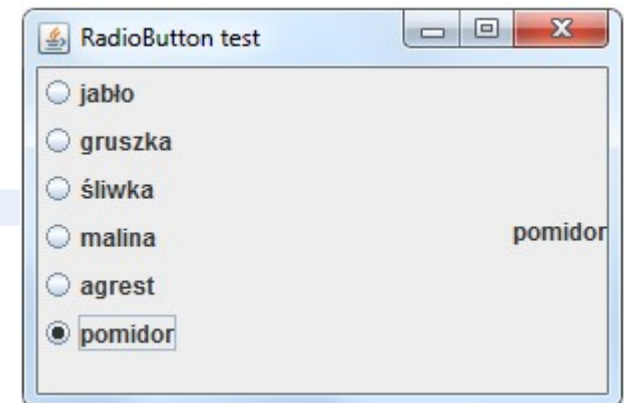 RadioButton test
jabło
gruszka
śliwka
malina
pomidor
agrest
pomidor